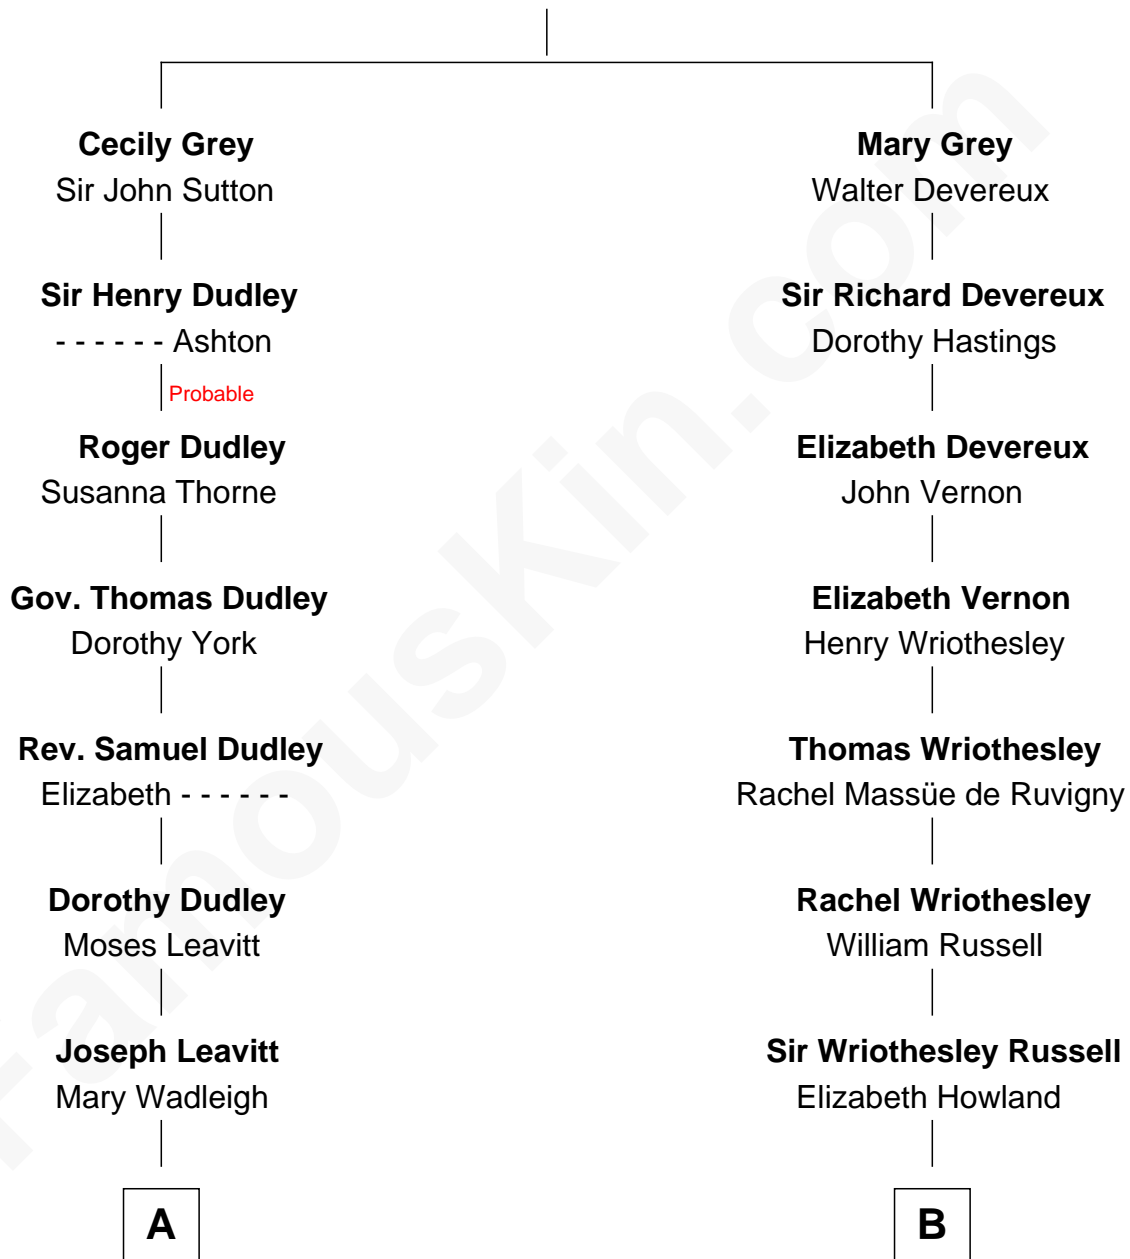 Cecily Grey
Sir John Sutton
Sir Henry Dudley
- - - - - - Ashton
Probable
Roger Dudley
Susanna Thorne
Gov. Thomas Dudley
Dorothy York
Rev. Samuel Dudley
Elizabeth - - - - - -
Dorothy Dudley
Moses Leavitt
Joseph Leavitt
Mary Wadleigh
A
Mary Grey
Walter Devereux
Sir Richard Devereux
Dorothy Hastings
Elizabeth Devereux
John Vernon
Elizabeth Vernon
Henry Wriothesley
Thomas Wriothesley
Rachel Massüe de Ruvigny
Rachel Wriothesley
William Russell
Sir Wriothesley Russell
Elizabeth Howland
B
FamousKin.com